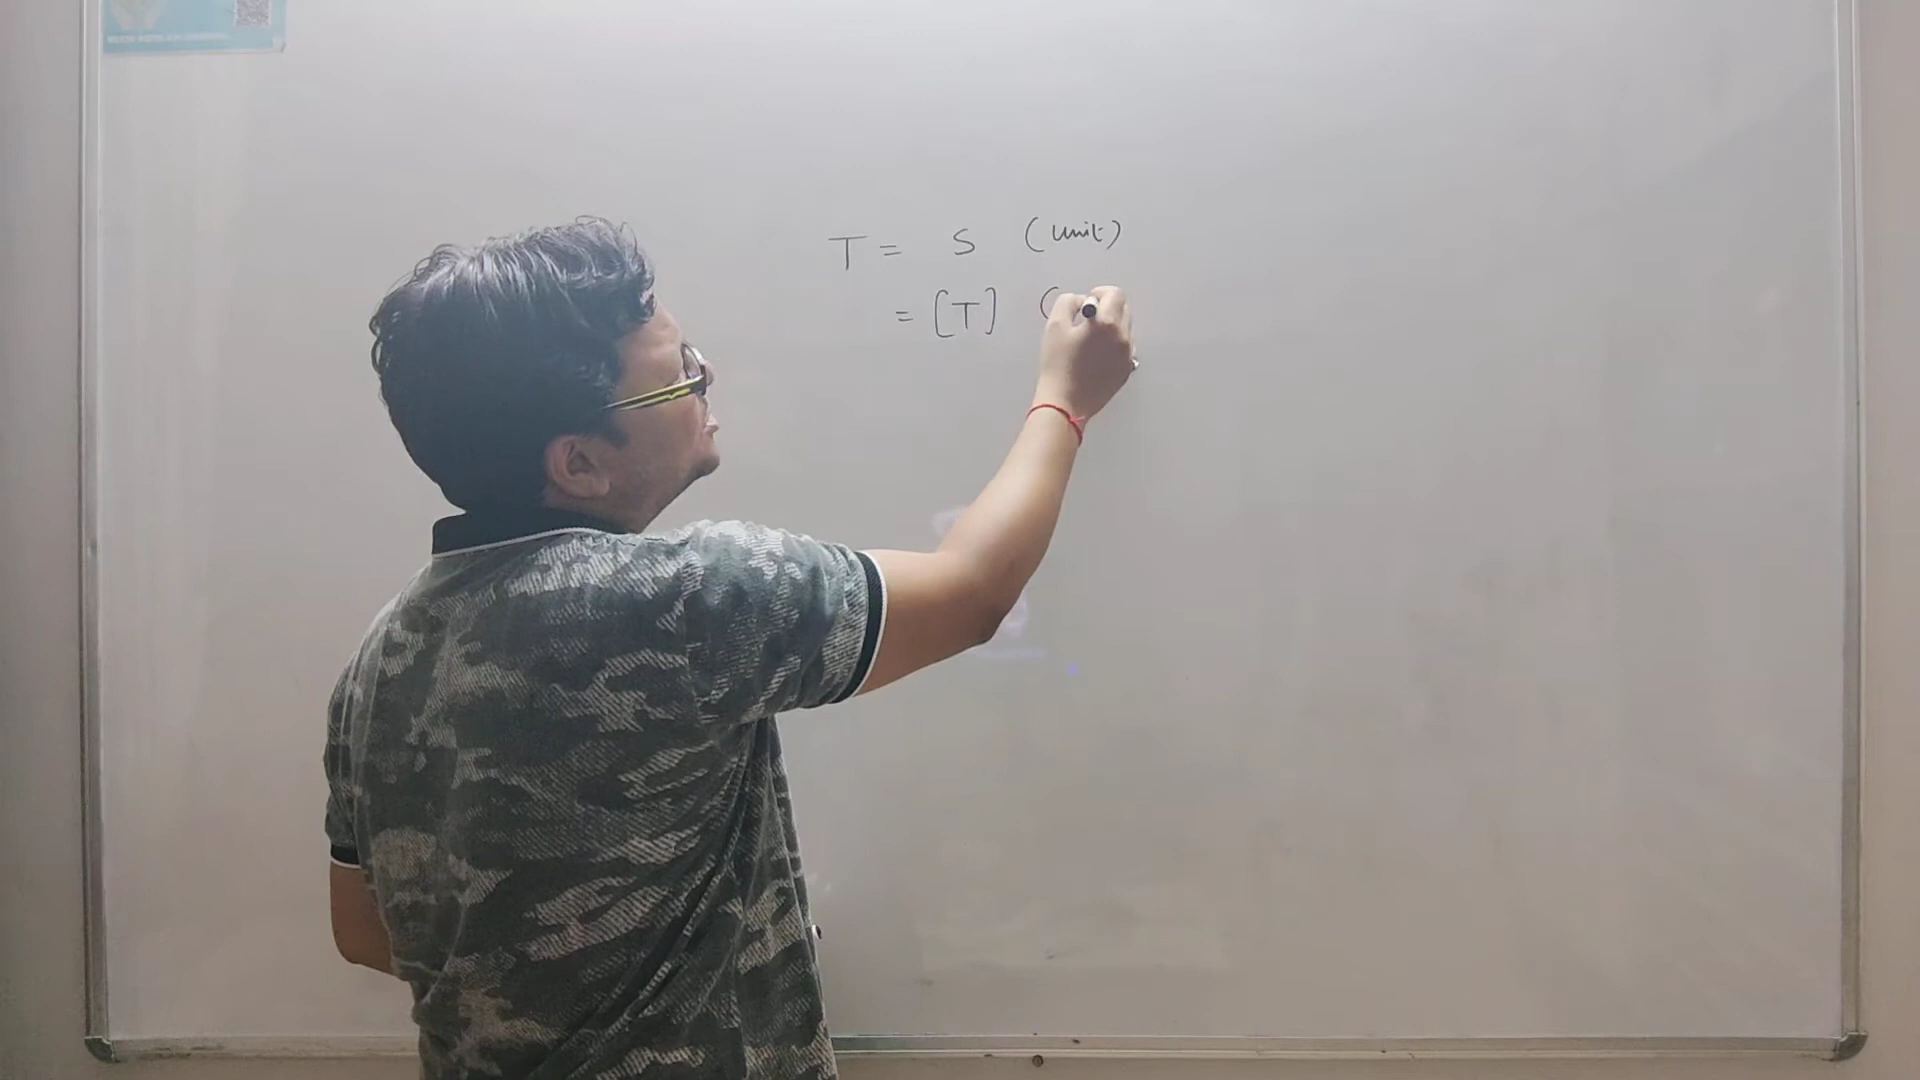 T = S (unit)
= [T] (